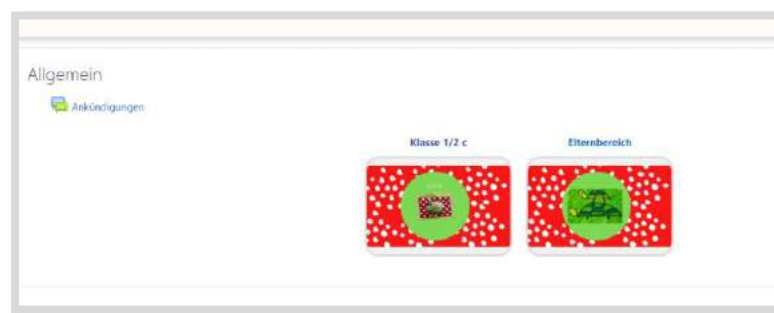 Allgemein
Ankündigungen
Klasse 1/2 c
Elternbereich